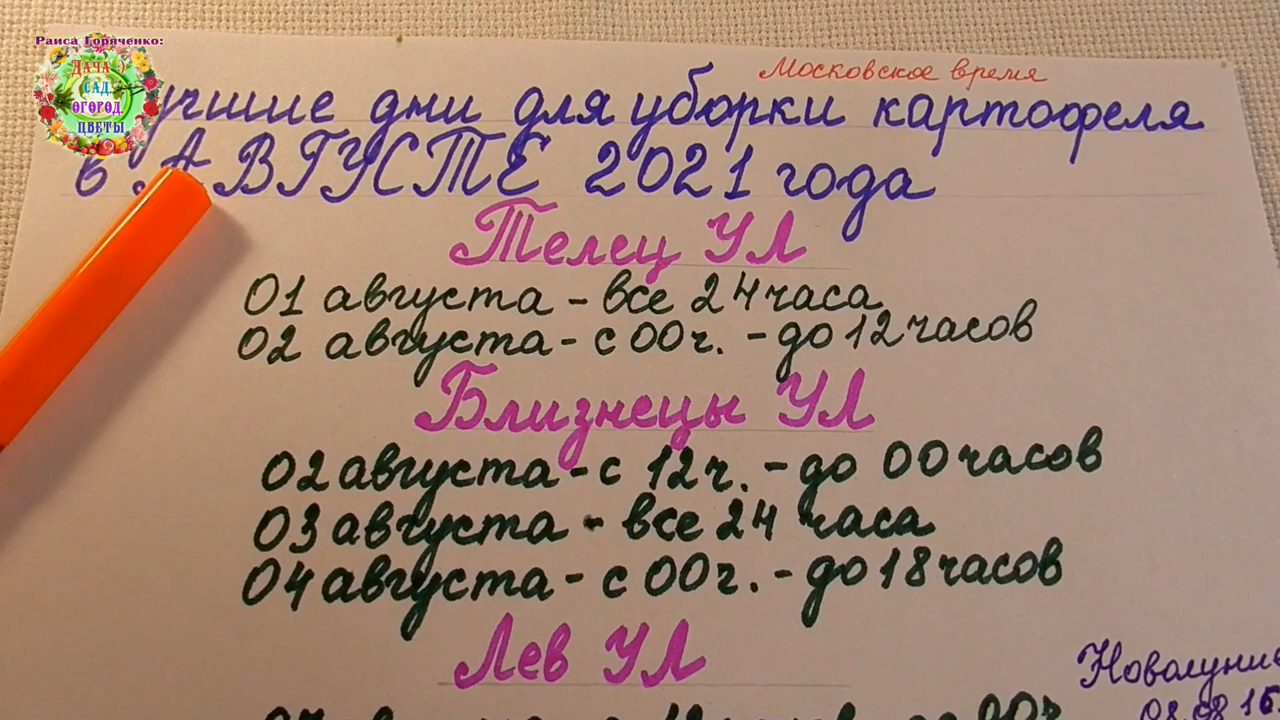 Раиса Горяченко:
ДАЧА
САД,
ОГОРОД,
ЦВЕТЫ
Московское время
учшие дни для уборки картофеля
в АВГУСТЕ 2021 года
Телец УЛ
01 августа - все 24 часа
02 августа - с 00ч. - до 12 часов
Близнецы УЛ
02 августа - с 12ч. - до 00 часов
03 августа - все 24 часа
04 августа - с 00ч. - до 18 часов
Лев УЛ
Новолуние